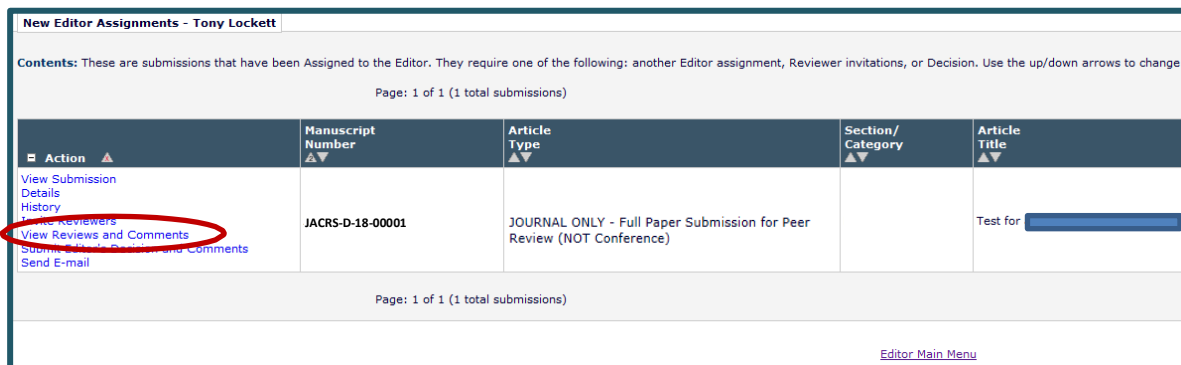 New Editor Assignments - Tony Lockett
Contents: These are submissions that have been Assigned to the Editor. They require one of the following: another Editor assignment, Reviewer invitations, or Decision. Use the up/down arrows to change
Page: 1 of 1 (1 total submissions)
Action
Manuscript
Number
Article
Type
Section/
Category
Article
Title
View Submission
Details
History
Invite Reviewers
View Reviews and Comments
Submit Editor's Decision and Comments
Send E-mail
JACRS-D-18-00001
JOURNAL ONLY - Full Paper Submission for Peer
Review (NOT Conference)
Test for
Page: 1 of 1 (1 total submissions)
Editor Main Menu